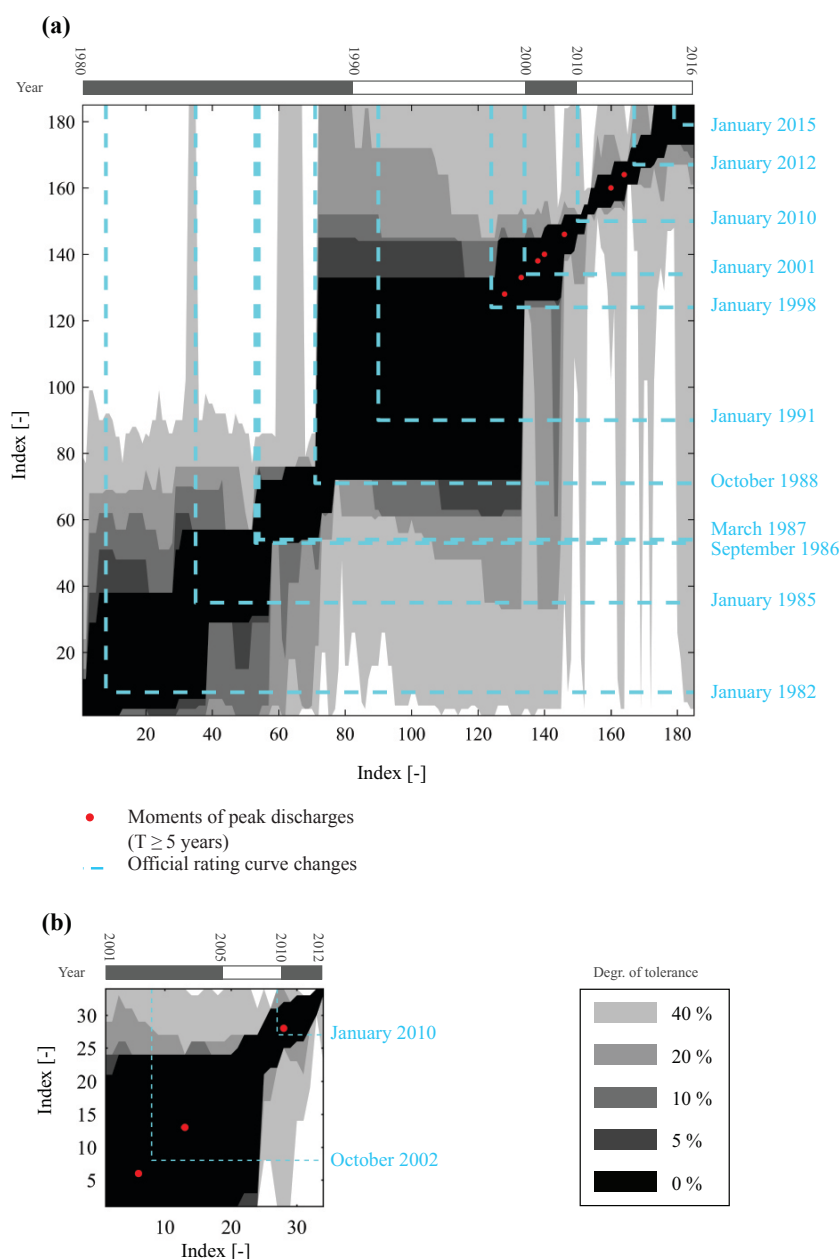 (a)
1980
1990
2000
2010
2016
Year
180
160
140
120
100
80
60
40
20
Index [-]
20 40 60 80 100 120 140 160 180
Index [-]
January 2015
January 2012
January 2010
January 2001
January 1998
January 1991
October 1988
March 1987
September 1986
January 1985
January 1982
Moments of peak discharges
(T ≥ 5 years)
Official rating curve changes
(b)
2001
2005
2010
2012
Year
30
25
20
15
10
5
Index [-]
10 20 30
Index [-]
January 2010
October 2002
Degr. of tolerance
40 %
20 %
10 %
5 %
0 %